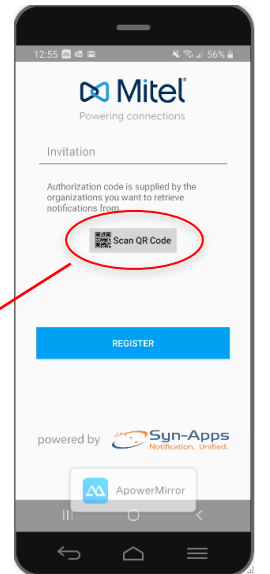 12:55 56%
Mitel
Powering connections
Invitation
Authorization code is supplied by the
organizations you want to retrieve
notifications from.
Scan QR Code
REGISTER
powered by Syn-Apps
Notification. Unified.
ApowerMirror